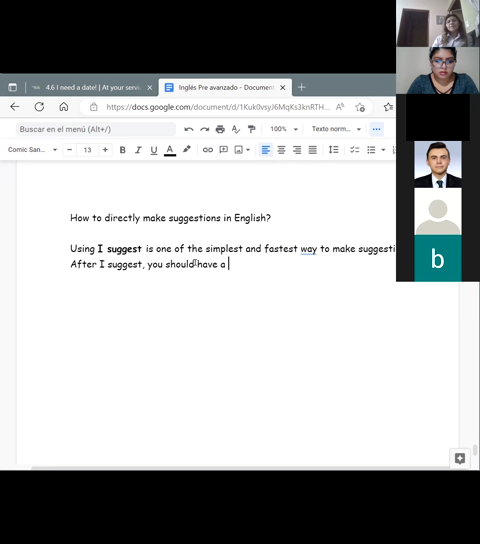 4.6 I need a date! | At your servi
Inglés Pre avanzado - Document
https://docs.google.com/document/d/1Kuk0vsyJ6MqKs3knRTH...
Buscar en el menú (Alt+/)
100%
Texto norm...
Comic San...
13
B I U A
How to directly make suggestions in English?
Using I suggest is one of the simplest and fastest way to make suggesti
After I suggest, you should have a
b